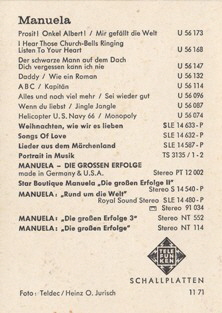 Manuela
Prosit! Onkel Albert! / Mir gefällt die Welt U 56 173
I Hear Those Church-Bells Ringing
Listen To Your Heart U 56 168
Der schwarze Mann auf dem Dach
Dich vergessen kann ich nie U 56 147
Daddy / Wie ein Roman U 56 132
A B C / Kapitän U 56 114
Alles und noch viel mehr / Sei wieder gut U 56 096
Wenn du liebst / Jingle Jangle U 56 087
Helicopter U. S. Navy 66 / Monopoly U 56 074
Weihnachten, wie wir es lieben SLE 14 633-P
Songs Of Love SLE 14 632-P
Lieder aus dem Märchenland SLE 14 587-P
Portrait in Musik TS 3135 / 1-2
MANUELA – DIE GROSSEN ERFOLGE
made in Germany & U.S.A. Stereo PT 12 002
Star Boutique Manuela „Die großen Erfolge II“
Stereo S 14 540-P
MANUELA: „Rund um die Welt“
Royal Sound Stereo SLE 14 480-P
Stereo 91 034
MANUELA: „Die großen Erfolge 3“ Stereo NT 552
MANUELA: „Die großen Erfolge“ Stereo NT 114
TELE
FUN
KEN
SCHALLPLATTEN
Foto: Teldec / Heinz O. Jurisch 11 71